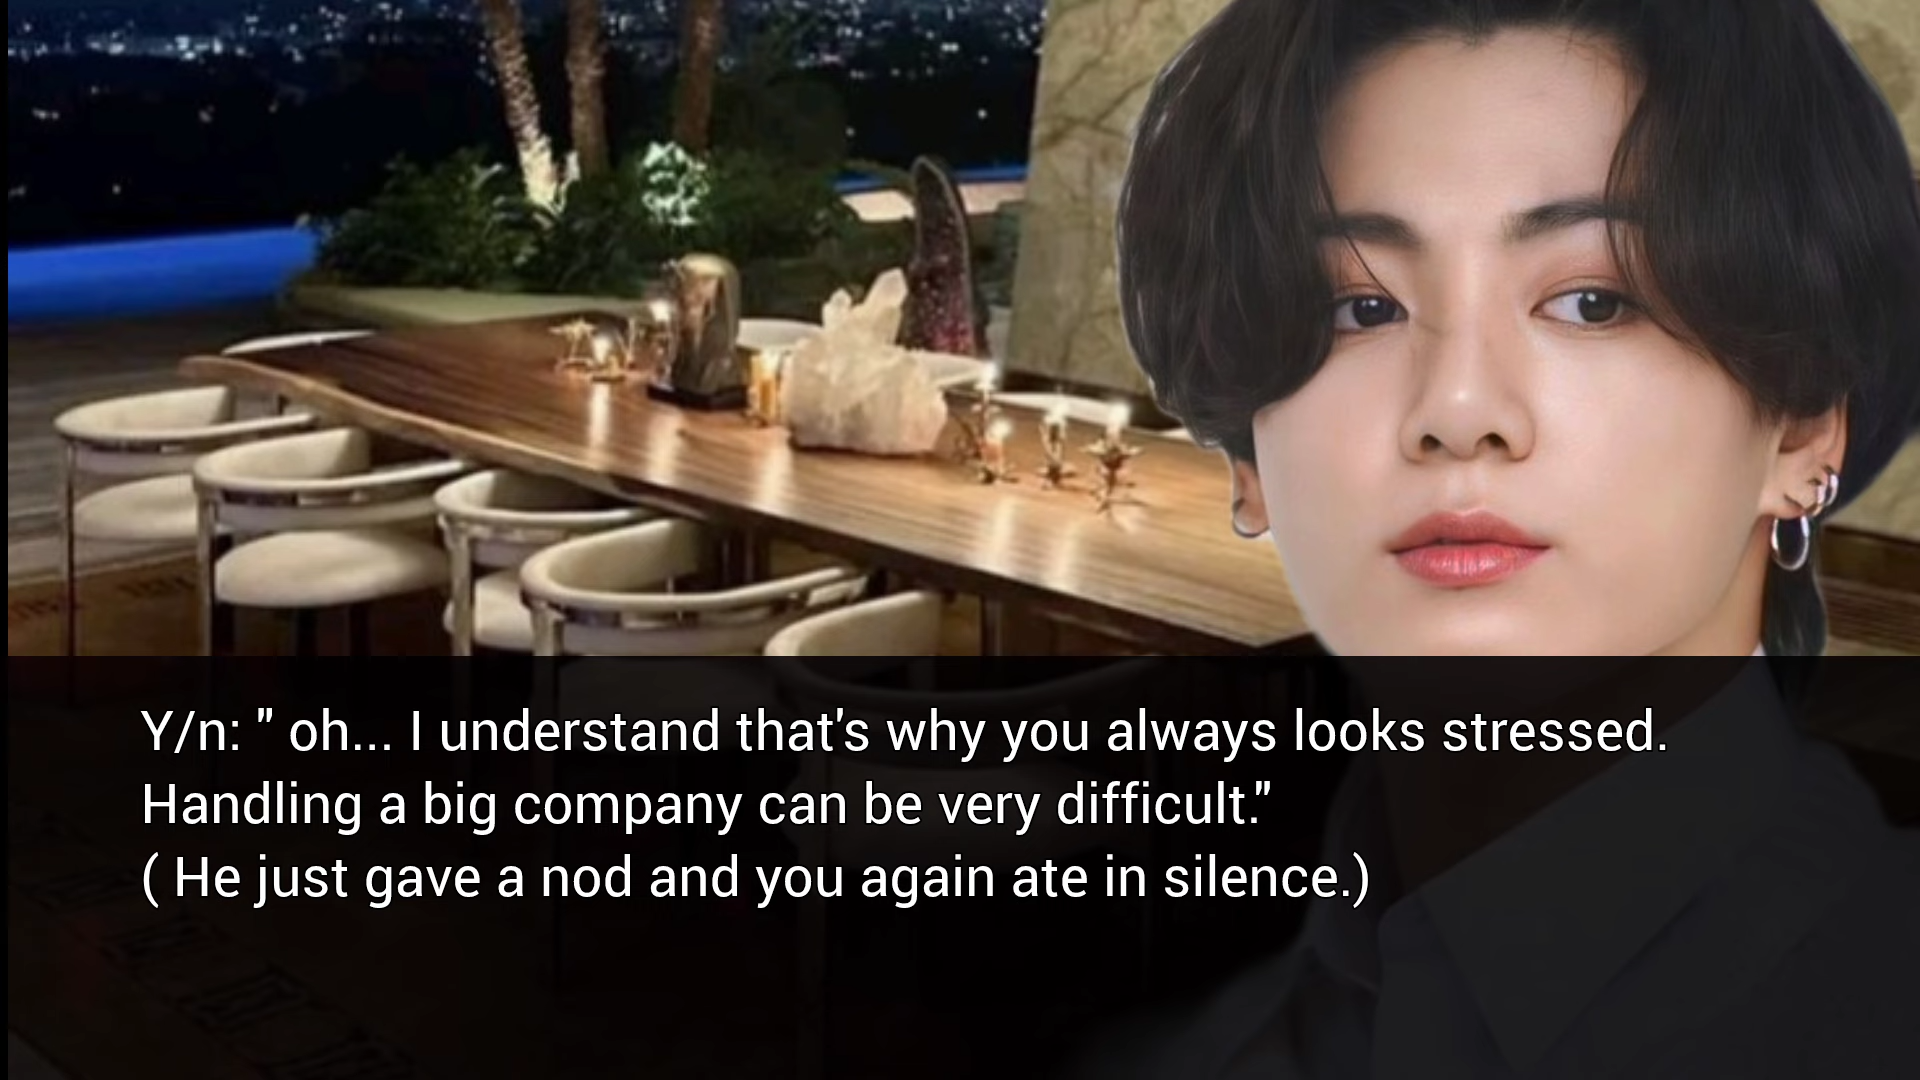 Y/n: " oh... I understand that's why you always looks stressed.
Handling a big company can be very difficult."
( He just gave a nod and you again ate in silence.)